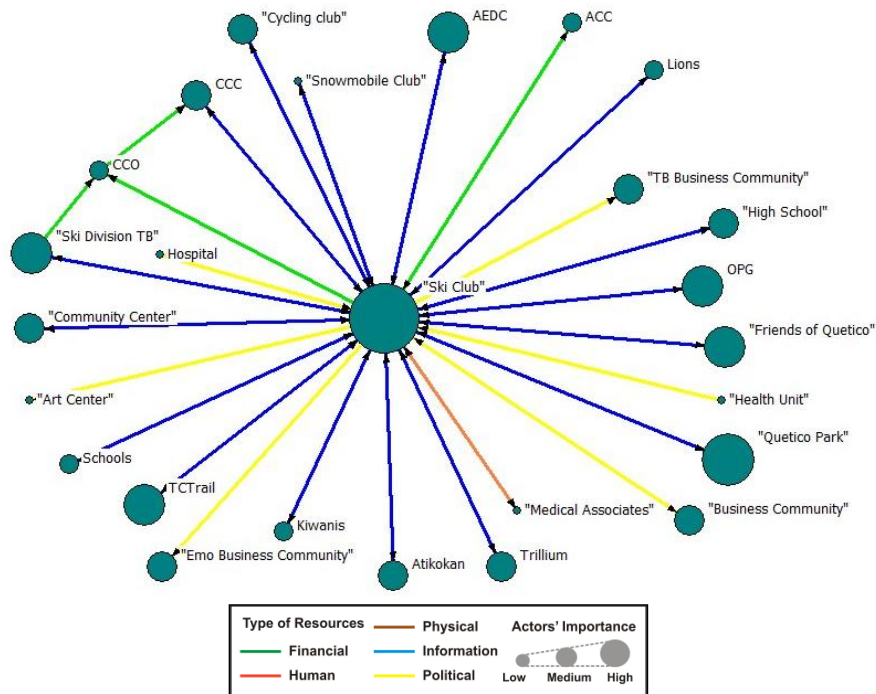 "Cycling club"
AEDC
ACC
"Snowmobile Club"
Lions
CCC
CCO
"TB Business Community"
"High School"
"Ski Division TB"
Hospital
"Ski Club"
OPG
"Community Center"
"Friends of Quetico"
"Art Center"
"Health Unit"
"Quetico Park"
Schools
TCTrail
"Medical Associates"
"Business Community"
Kiwanis
"Emo Business Community"
Atikokan
Trillium
Type of Resources
Physical
Actors' Importance
Financial
Information
Human
Political
Low
Medium
High